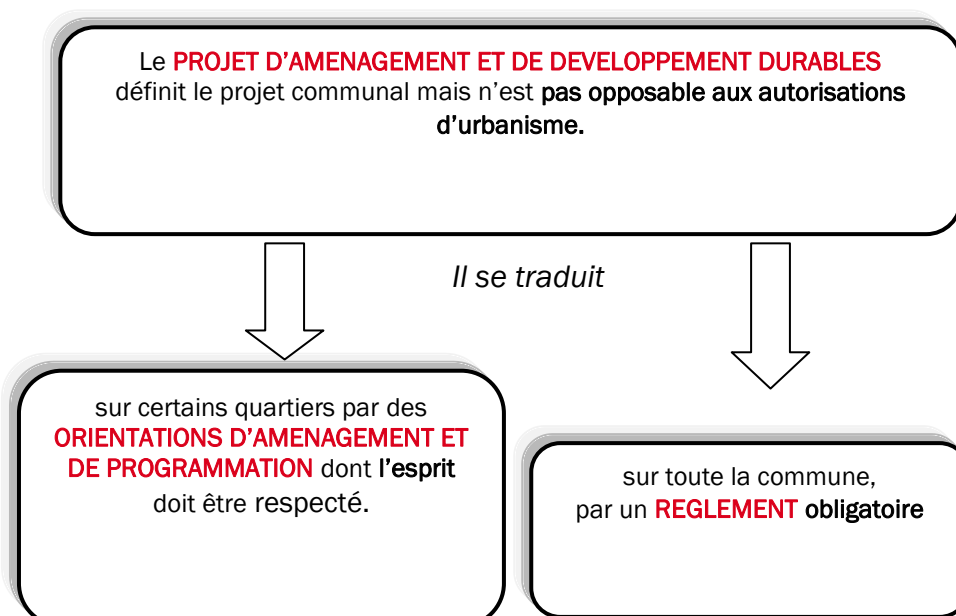 Le PROJET D’AMENAGEMENT ET DE DEVELOPPEMENT DURABLES
définit le projet communal mais n’est pas opposable aux autorisations
d’urbanisme.
Il se traduit
sur certains quartiers par des
ORIENTATIONS D’AMENAGEMENT ET
DE PROGRAMMATION dont l’esprit
doit être respecté.
sur toute la commune,
par un REGLEMENT obligatoire